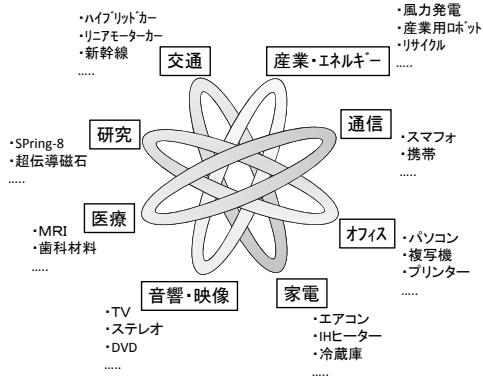 ・ハイブリッドカー
・リニアモーターカー
・新幹線
.....
交通
・風力発電
・産業用ロボット
・リサイクル
.....
産業・エネルギー
通信
・スマフォ
・携帯
.....
研究
・SPring-8
・超伝導磁石
.....
医療
・MRI
・歯科材料
.....
オフィス
・パソコン
・複写機
・プリンター
.....
音響・映像
・TV
・ステレオ
・DVD
.....
家電
・エアコン
・IHヒーター
・冷蔵庫
.....